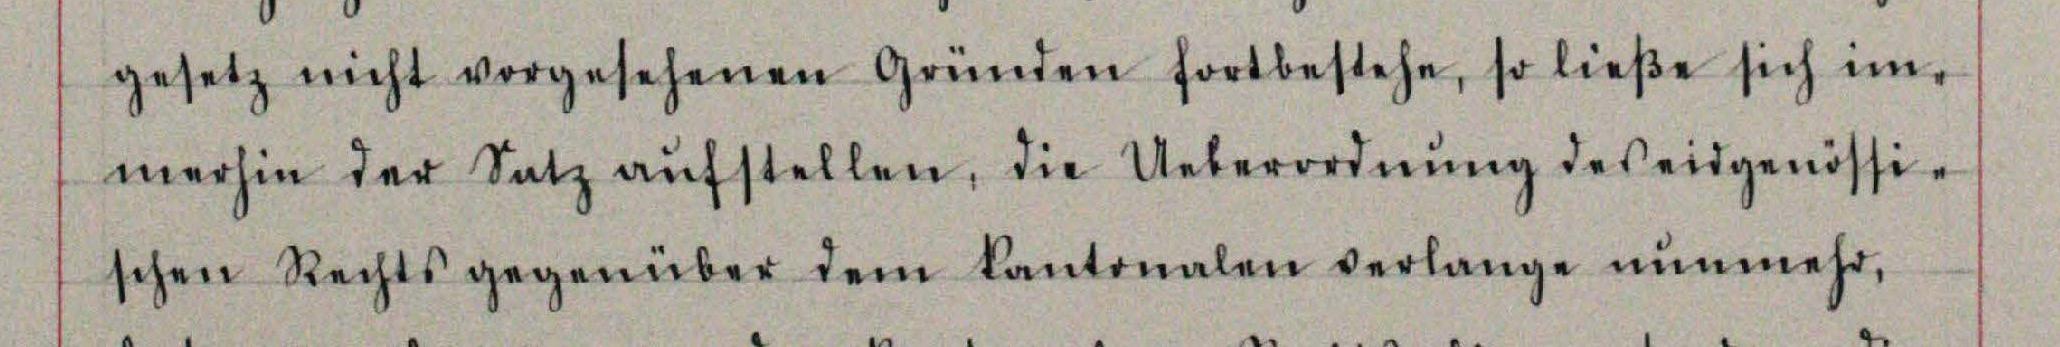 gesetz nicht vorgesehenen Gründen fortbestehe, so ließe sich im-
merhin der Satz aufstellen, die Ueberordnung des eidgenössi-
schen Rechts gegenüber dem kantonalen verlange nunmehr,